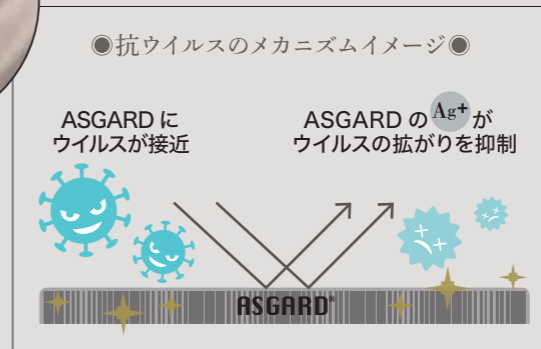 ◉抗ウイルスのメカニズムイメージ◉
ASGARD に
ウイルスが接近
ASGARD の Ag+ が
ウイルスの拡がりを抑制
ASGARD®